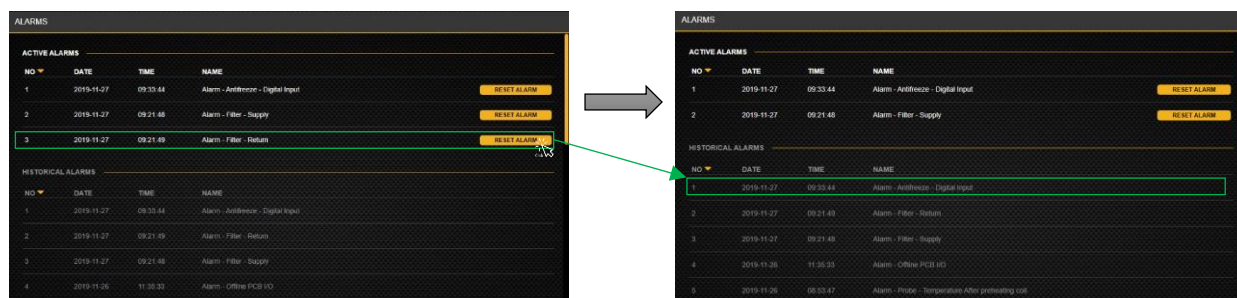 ALARMS
ACTIVE ALARMS
NO DATE TIME NAME
1 2019-11-27 09:33:44 Alarm - Antifreeze - Digital Input RESET ALARM
2 2019-11-27 09:21:48 Alarm - Filter - Supply RESET ALARM
3 2019-11-27 09:21:49 Alarm - Filter - Return RESET ALARM
HISTORICAL ALARMS
NO DATE TIME NAME
1 2019-11-27 09:33:44 Alarm - Antifreeze - Digital Input
2 2019-11-27 09:21:49 Alarm - Filter - Return
3 2019-11-27 09:21:48 Alarm - Filter - Supply
4 2019-11-26 11:35:33 Alarm - Offline PCB I/O
ALARMS
ACTIVE ALARMS
NO DATE TIME NAME
1 2019-11-27 09:33:44 Alarm - Antifreeze - Digital Input RESET ALARM
2 2019-11-27 09:21:48 Alarm - Filter - Supply RESET ALARM
HISTORICAL ALARMS
NO DATE TIME NAME
1 2019-11-27 09:33:44 Alarm - Antifreeze - Digital Input
2 2019-11-27 09:21:49 Alarm - Filter - Return
3 2019-11-27 09:21:48 Alarm - Filter - Supply
4 2019-11-26 11:35:33 Alarm - Offline PCB I/O
5 2019-11-26 08:53:47 Alarm - Probe - Temperature After preheating coil